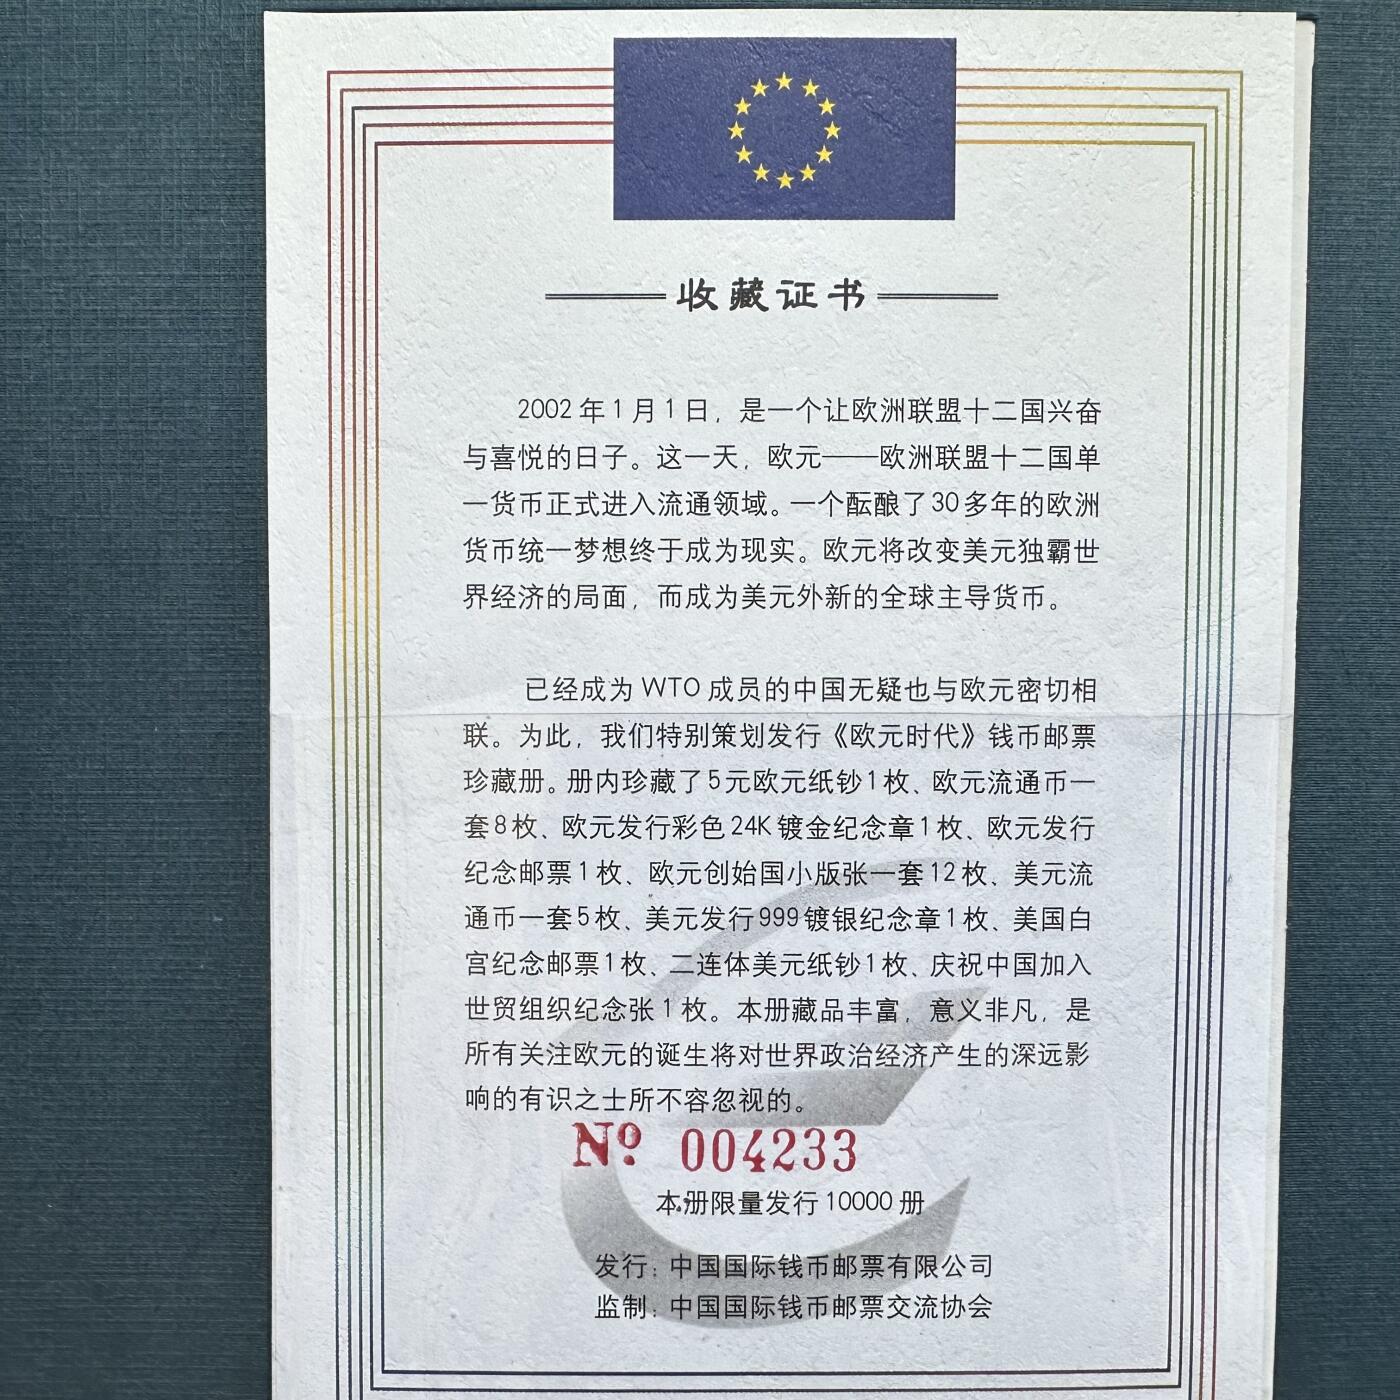 收藏证书
2002年1月1日，是一个让欧洲联盟十二国兴奋
与喜悦的日子。这一天，欧元——欧洲联盟十二国单
一货币正式进入流通领域。一个酝酿了30多年的欧洲
货币统一梦想终于成为现实。欧元将改变美元独霸世
界经济的局面，而成为美元外新的全球主导货币。
已经成为WTO成员的中国无疑也与欧元密切相
联。为此，我们特别策划发行《欧元时代》钱币邮票
珍藏册。册内珍藏了5元欧元纸钞1枚、欧元流通币一
套8枚、欧元发行彩色24K镀金纪念章1枚、欧元发行
纪念邮票1枚、欧元创始国小版张一套12枚、美元流
通币一套5枚、美元发行999镀银纪念章1枚、美国白
宫纪念邮票1枚、二连体美元纸钞1枚、庆祝中国加入
世贸组织纪念张1枚。本册藏品丰富，意义非凡，是
所有关注欧元的诞生将对世界政治经济产生的深远影
响的有识之士所不容忽视的。
Nº 004233
本册限量发行10000册
发行：中国国际钱币邮票有限公司
监制：中国国际钱币邮票交流协会